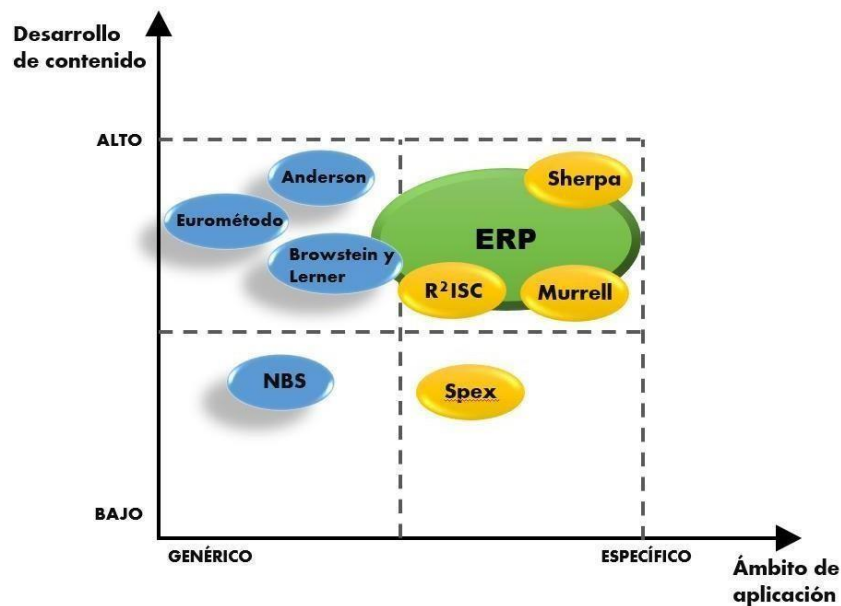 Desarrollo
de contenido
ALTO
Anderson
Sherpa
Eurométodo
ERP
Browstein y
Lerner
R²ISC
Murrell
NBS
Spex
BAJO
GENÉRICO
ESPECÍFICO
Ámbito de
aplicación